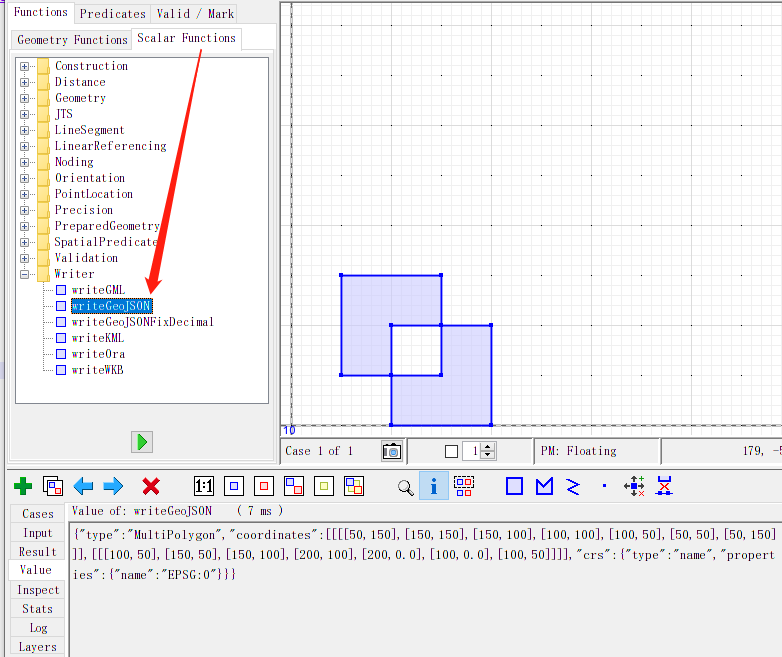 Functions Predicates Valid / Mark
Geometry Functions Scalar Functions
Construction
Distance
Geometry
JTS
LineSegment
LinearReferencing
Noding
Orientation
PointLocation
Precision
PreparedGeometry
SpatialPredicate
Validation
Writer
writeGML
writeGeoJSON
writeGeoJSONFixDecimal
writeKML
writeOra
writeWKB
10
Case 1 of 1 1 PM: Floating 179, -5
1:1
Cases
Input
Result
Value
Inspect
Stats
Log
Layers
Value of: writeGeoJSON ( 7 ms )
{"type":"MultiPolygon","coordinates":[[[[50,150],[150,150],[150,100],[100,100],[100,50],[50,50],[50,150]
]],[[[100,50],[150,50],[150,100],[200,100],[200,0.0],[100,0.0],[100,50]]]],"crs":{"type":"name","propert
ies":{"name":"EPSG:0"}}}